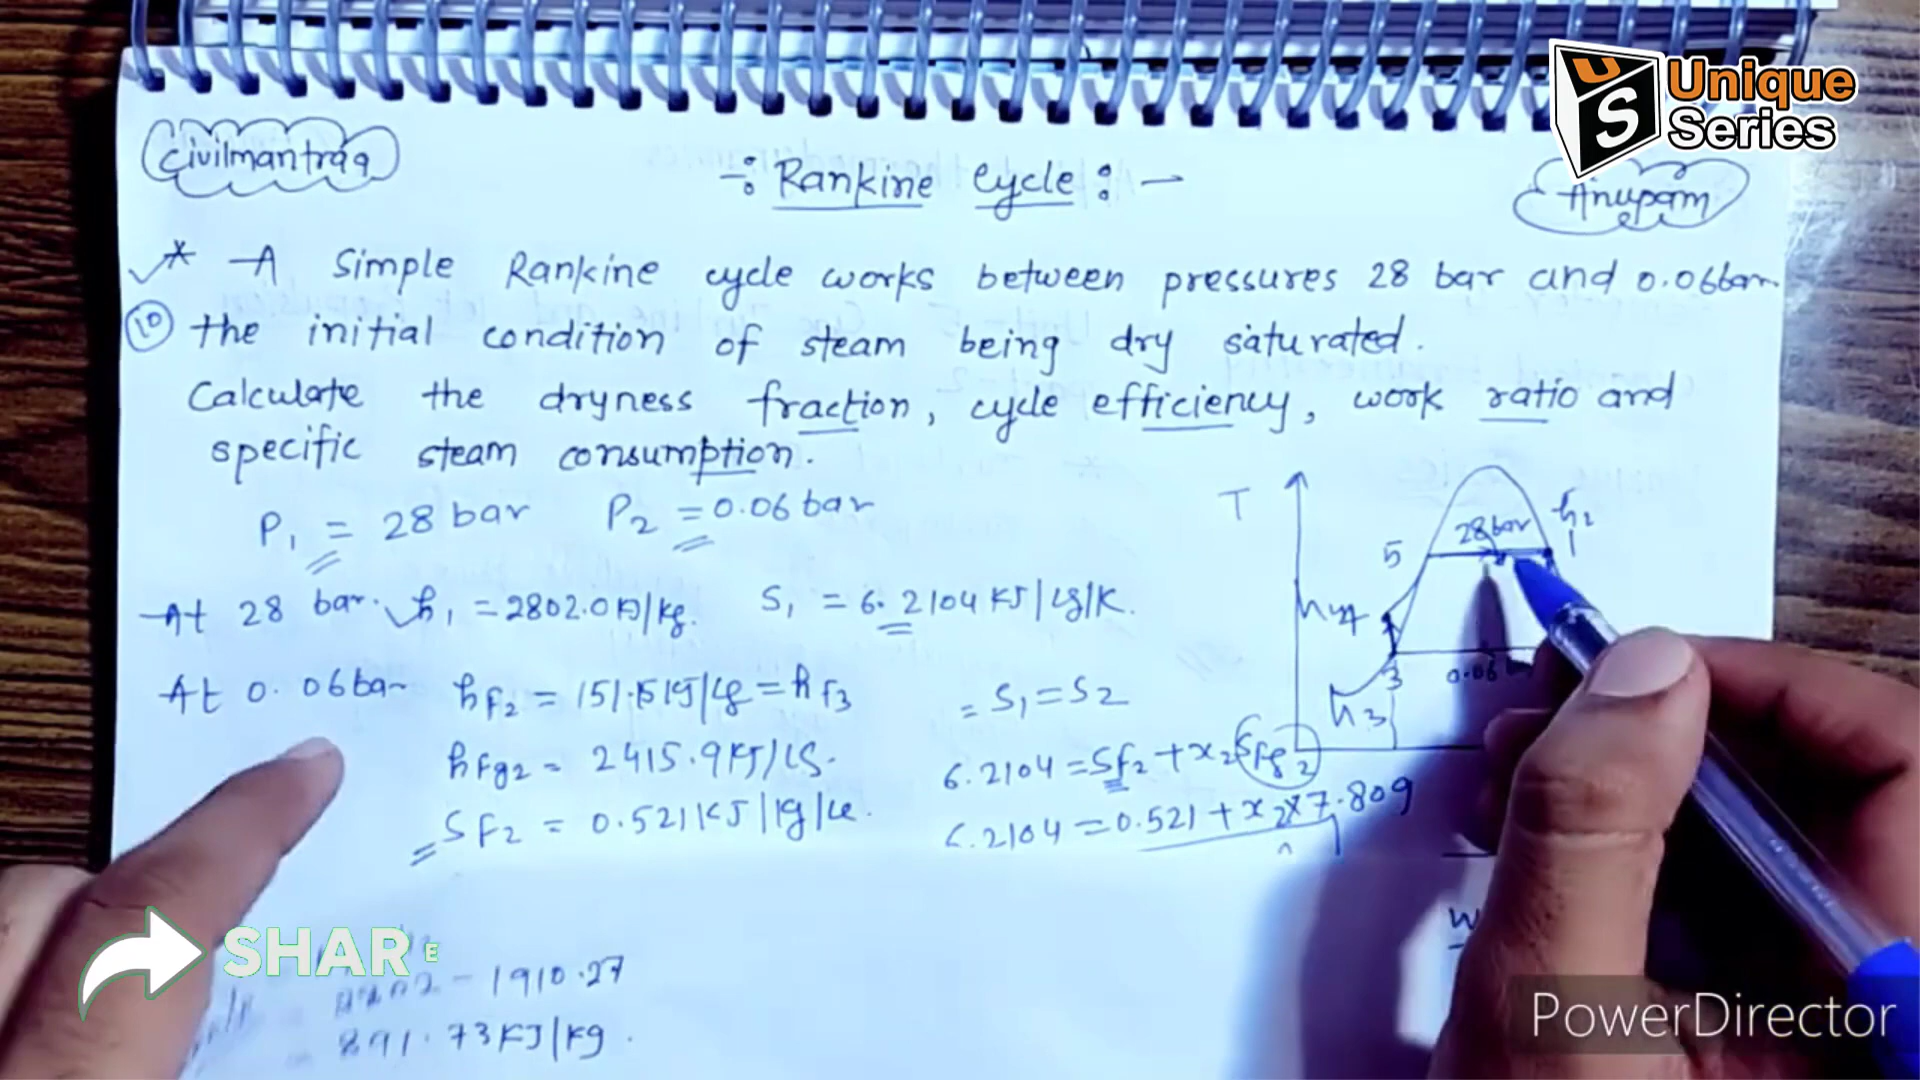 Unique
Series
US
Civilmantraa
-: Rankine Cycle :-
Anupam
* A Simple Rankine cycle works between pressures 28 bar and 0.06bar
10 the initial condition of steam being dry saturated.
Calculate the dryness fraction, cycle efficiency, work ratio and
specific steam consumption.
P1 = 28 bar P2 = 0.06 bar
At 28 bar. h1 = 2802.0 KJ/kg. S1 = 6.2104 KJ/kg/K.
At 0.06bar hf2 = 151.5 KJ/kg = hf3 = S1 = S2
hfg2 = 2415.9 KJ/kg. 6.2104 = Sf2 + x2 Sfg2
= Sf2 = 0.521 KJ/kg/k. 6.2104 = 0.521 + x2 x 7.809
T
28 bar
h2
1
5
h4
3
0.06
h3
W
- 1910.27
891.73 KJ/kg.
SHARE
PowerDirector